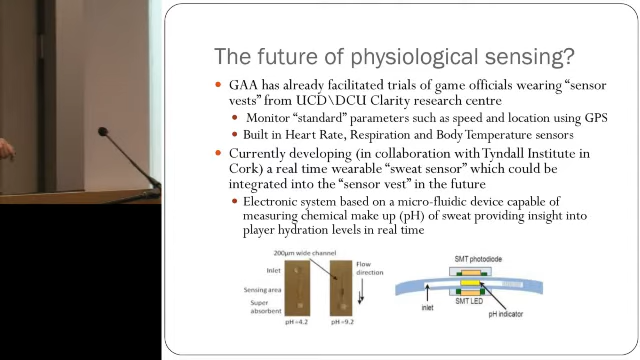 The future of physiological sensing?
GAA has already facilitated trials of game officials wearing “sensor
vests” from UCD\DCU Clarity research centre
Monitor “standard” parameters such as speed and location using GPS
Built in Heart Rate, Respiration and Body Temperature sensors
Currently developing (in collaboration with Tyndall Institute in
Cork) a real time wearable “sweat sensor” which could be
integrated into the “sensor vest” in the future
Electronic system based on a micro-fluidic device capable of
measuring chemical make up (pH) of sweat providing insight into
player hydration levels in real time
200µm wide channel
Inlet
Flow
direction
Sensing area
Super
absorbent
pH=4.2
pH=9.2
SMT photodiode
inlet
SMT LED
pH indicator